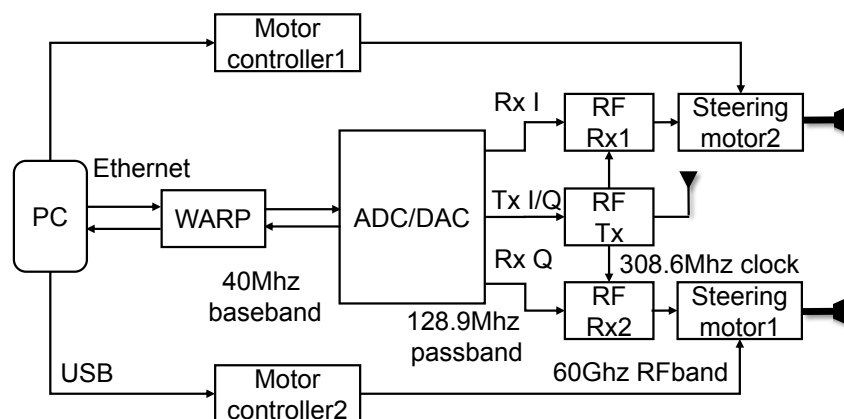 Motor
controller1
Rx I
RF
Rx1
Steering
motor2
Ethernet
PC
WARP
ADC/DAC
Tx I/Q
RF
Tx
40Mhz
baseband
Rx Q
308.6Mhz clock
128.9Mhz
passband
RF
Rx2
Steering
motor1
USB
Motor
controller2
60Ghz RFband